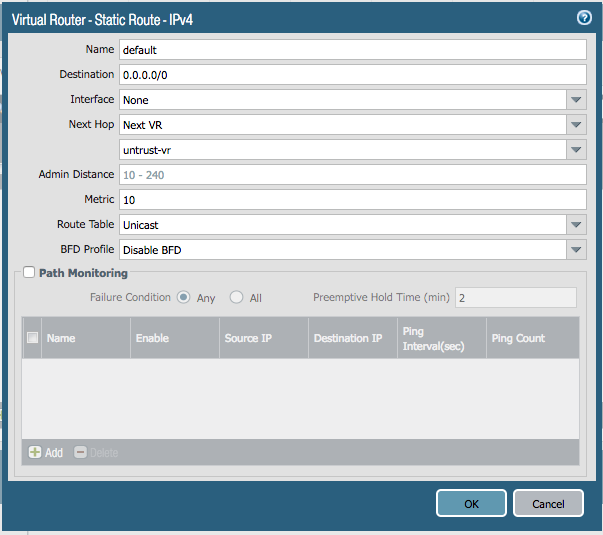 Virtual Router - Static Route - IPv4
Name default
Destination 0.0.0.0/0
Interface None
Next Hop Next VR
untrust-vr
Admin Distance 10 - 240
Metric 10
Route Table Unicast
BFD Profile Disable BFD
Path Monitoring
Failure Condition Any All Preemptive Hold Time (min) 2
Name Enable Source IP Destination IP Ping Interval(sec) Ping Count
Add Delete
OK Cancel